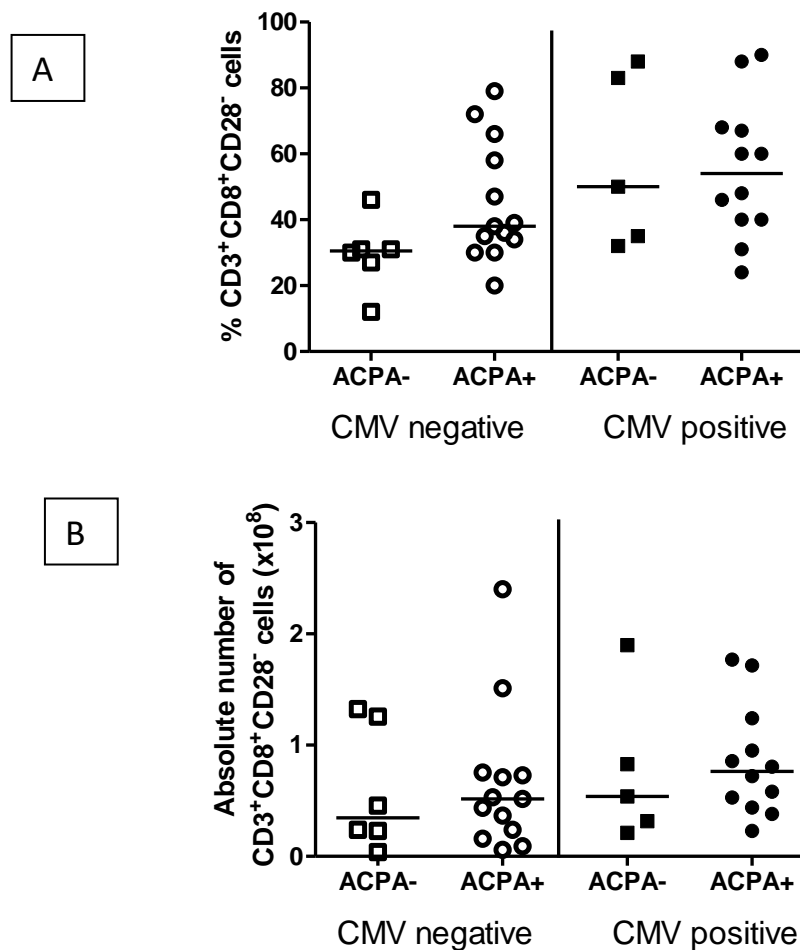 A
% CD3⁺CD8⁺CD28⁻ cells
100
80
60
40
20
0
ACPA- ACPA+ ACPA- ACPA+
CMV negative CMV positive
B
Absolute number of
CD3⁺CD8⁺CD28⁻ cells (x10⁸)
3
2
1
0
ACPA- ACPA+ ACPA- ACPA+
CMV negative CMV positive